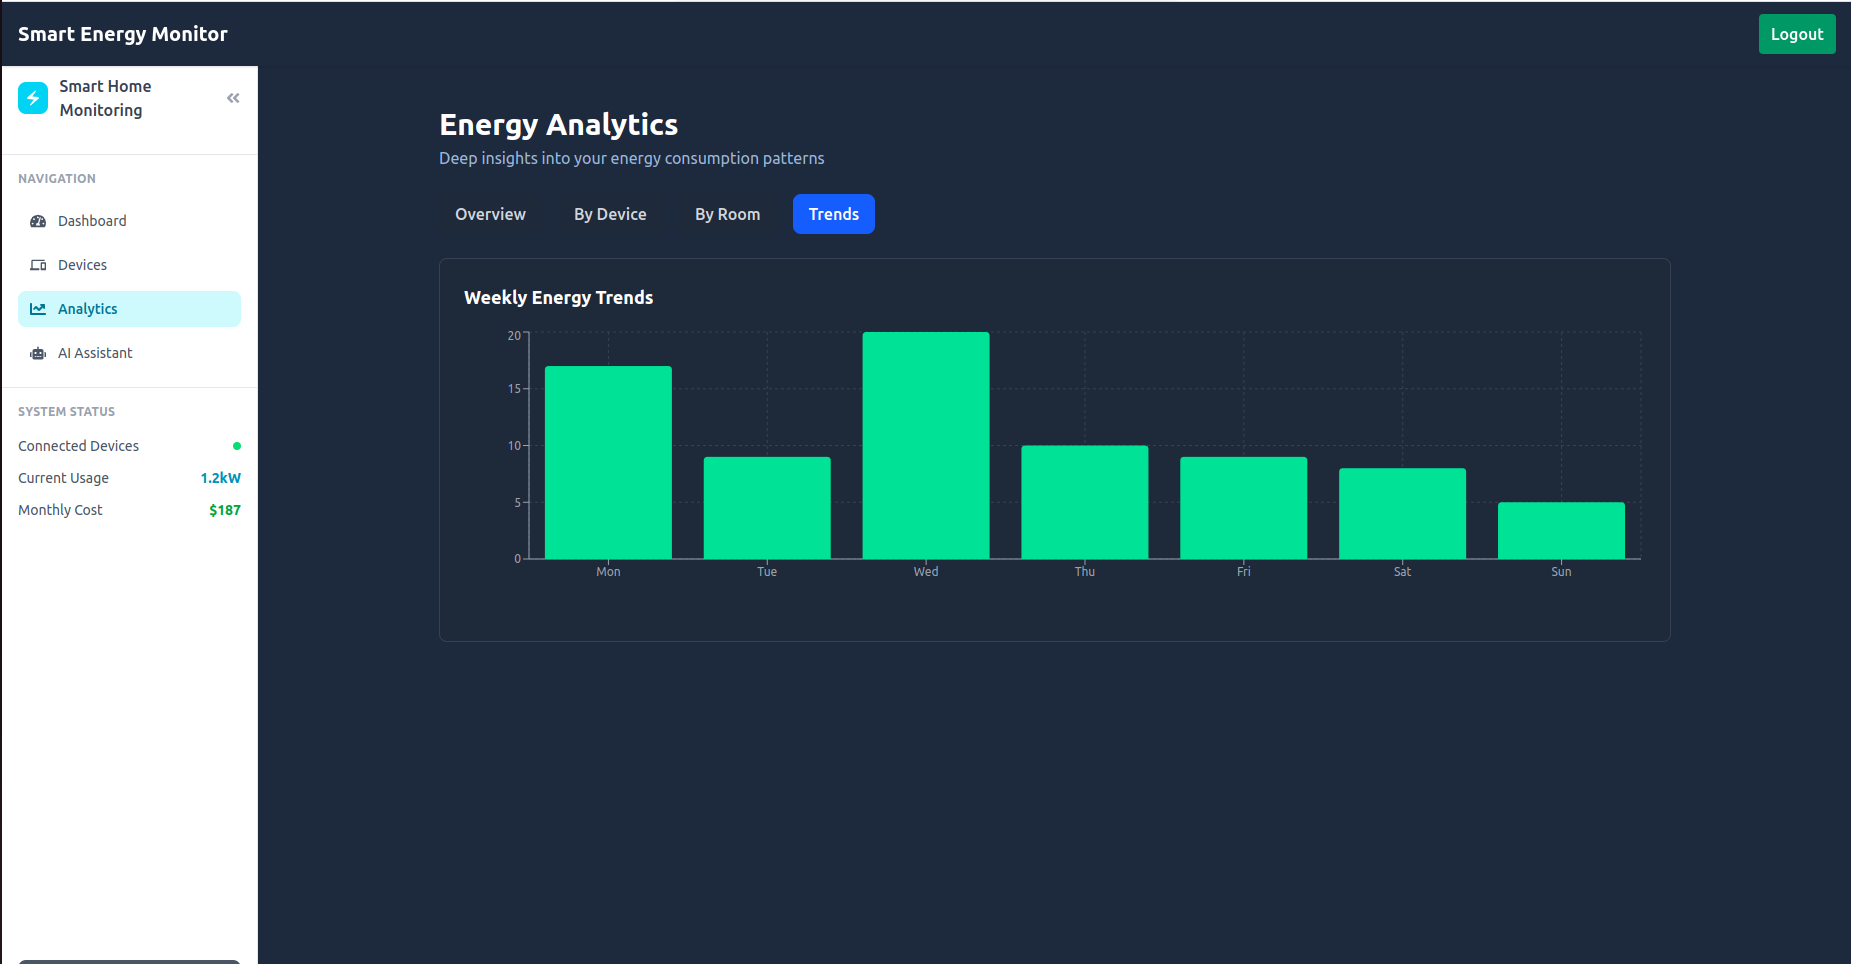 Smart Energy Monitor
Logout
Smart Home
Monitoring
NAVIGATION
Dashboard
Devices
Analytics
AI Assistant
SYSTEM STATUS
Connected Devices
Current Usage 1.2kW
Monthly Cost $187
Energy Analytics
Deep insights into your energy consumption patterns
Overview By Device By Room Trends
Weekly Energy Trends
20
15
10
5
0
Mon Tue Wed Thu Fri Sat Sun